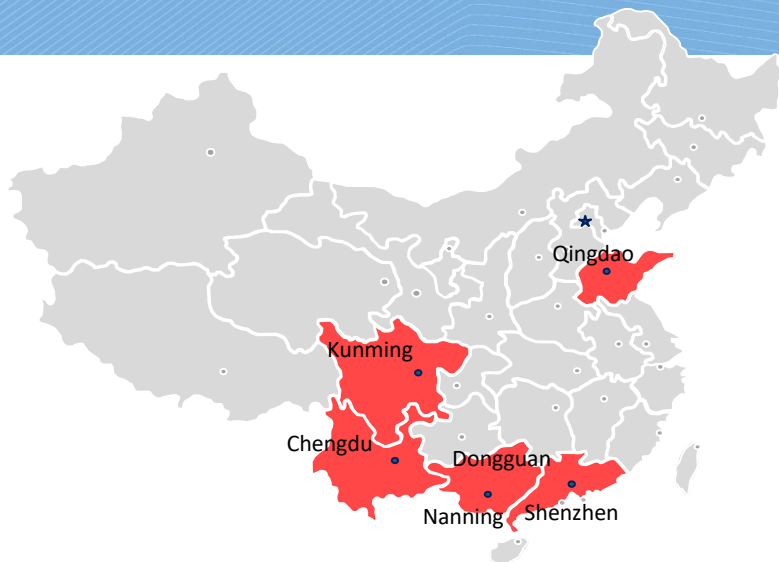 Qingdao
Kunming
Chengdu
Dongguan
Nanning
Shenzhen